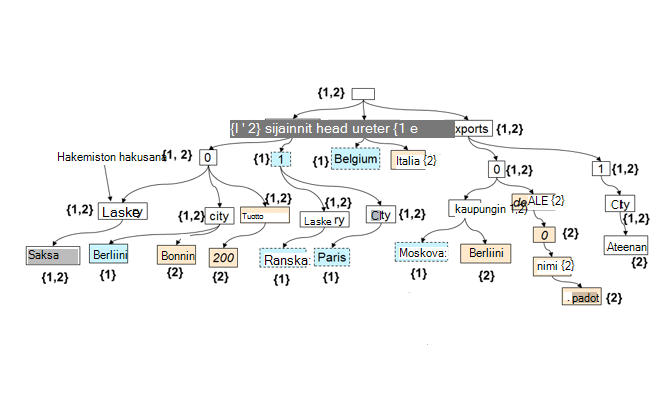 {1,2}
{l ' 2} sijainnit head ureter {1 e
xports {1,2}
Hakemiston hakusana
{1, 2} 0
{1} 1
{1} Belgium
Italia {2}
0 {1,2}
1 {1,2}
{1,2} Laskery
{1,2} city
{1,2}
Tuotto
{1,2}
Laske ry
City {1,2}
kaupungin 1,2}
de ALE {2}
City
{1,2}
Saksa
{1,2}
Berliini
{1}
Bonnin
{2}
200
{2}
Ranska:
{1}
Paris
{1}
Moskova:
{1}
Berliini
{2}
0 {2}
nimi {2}
. padot {2}
Ateenan
{2}